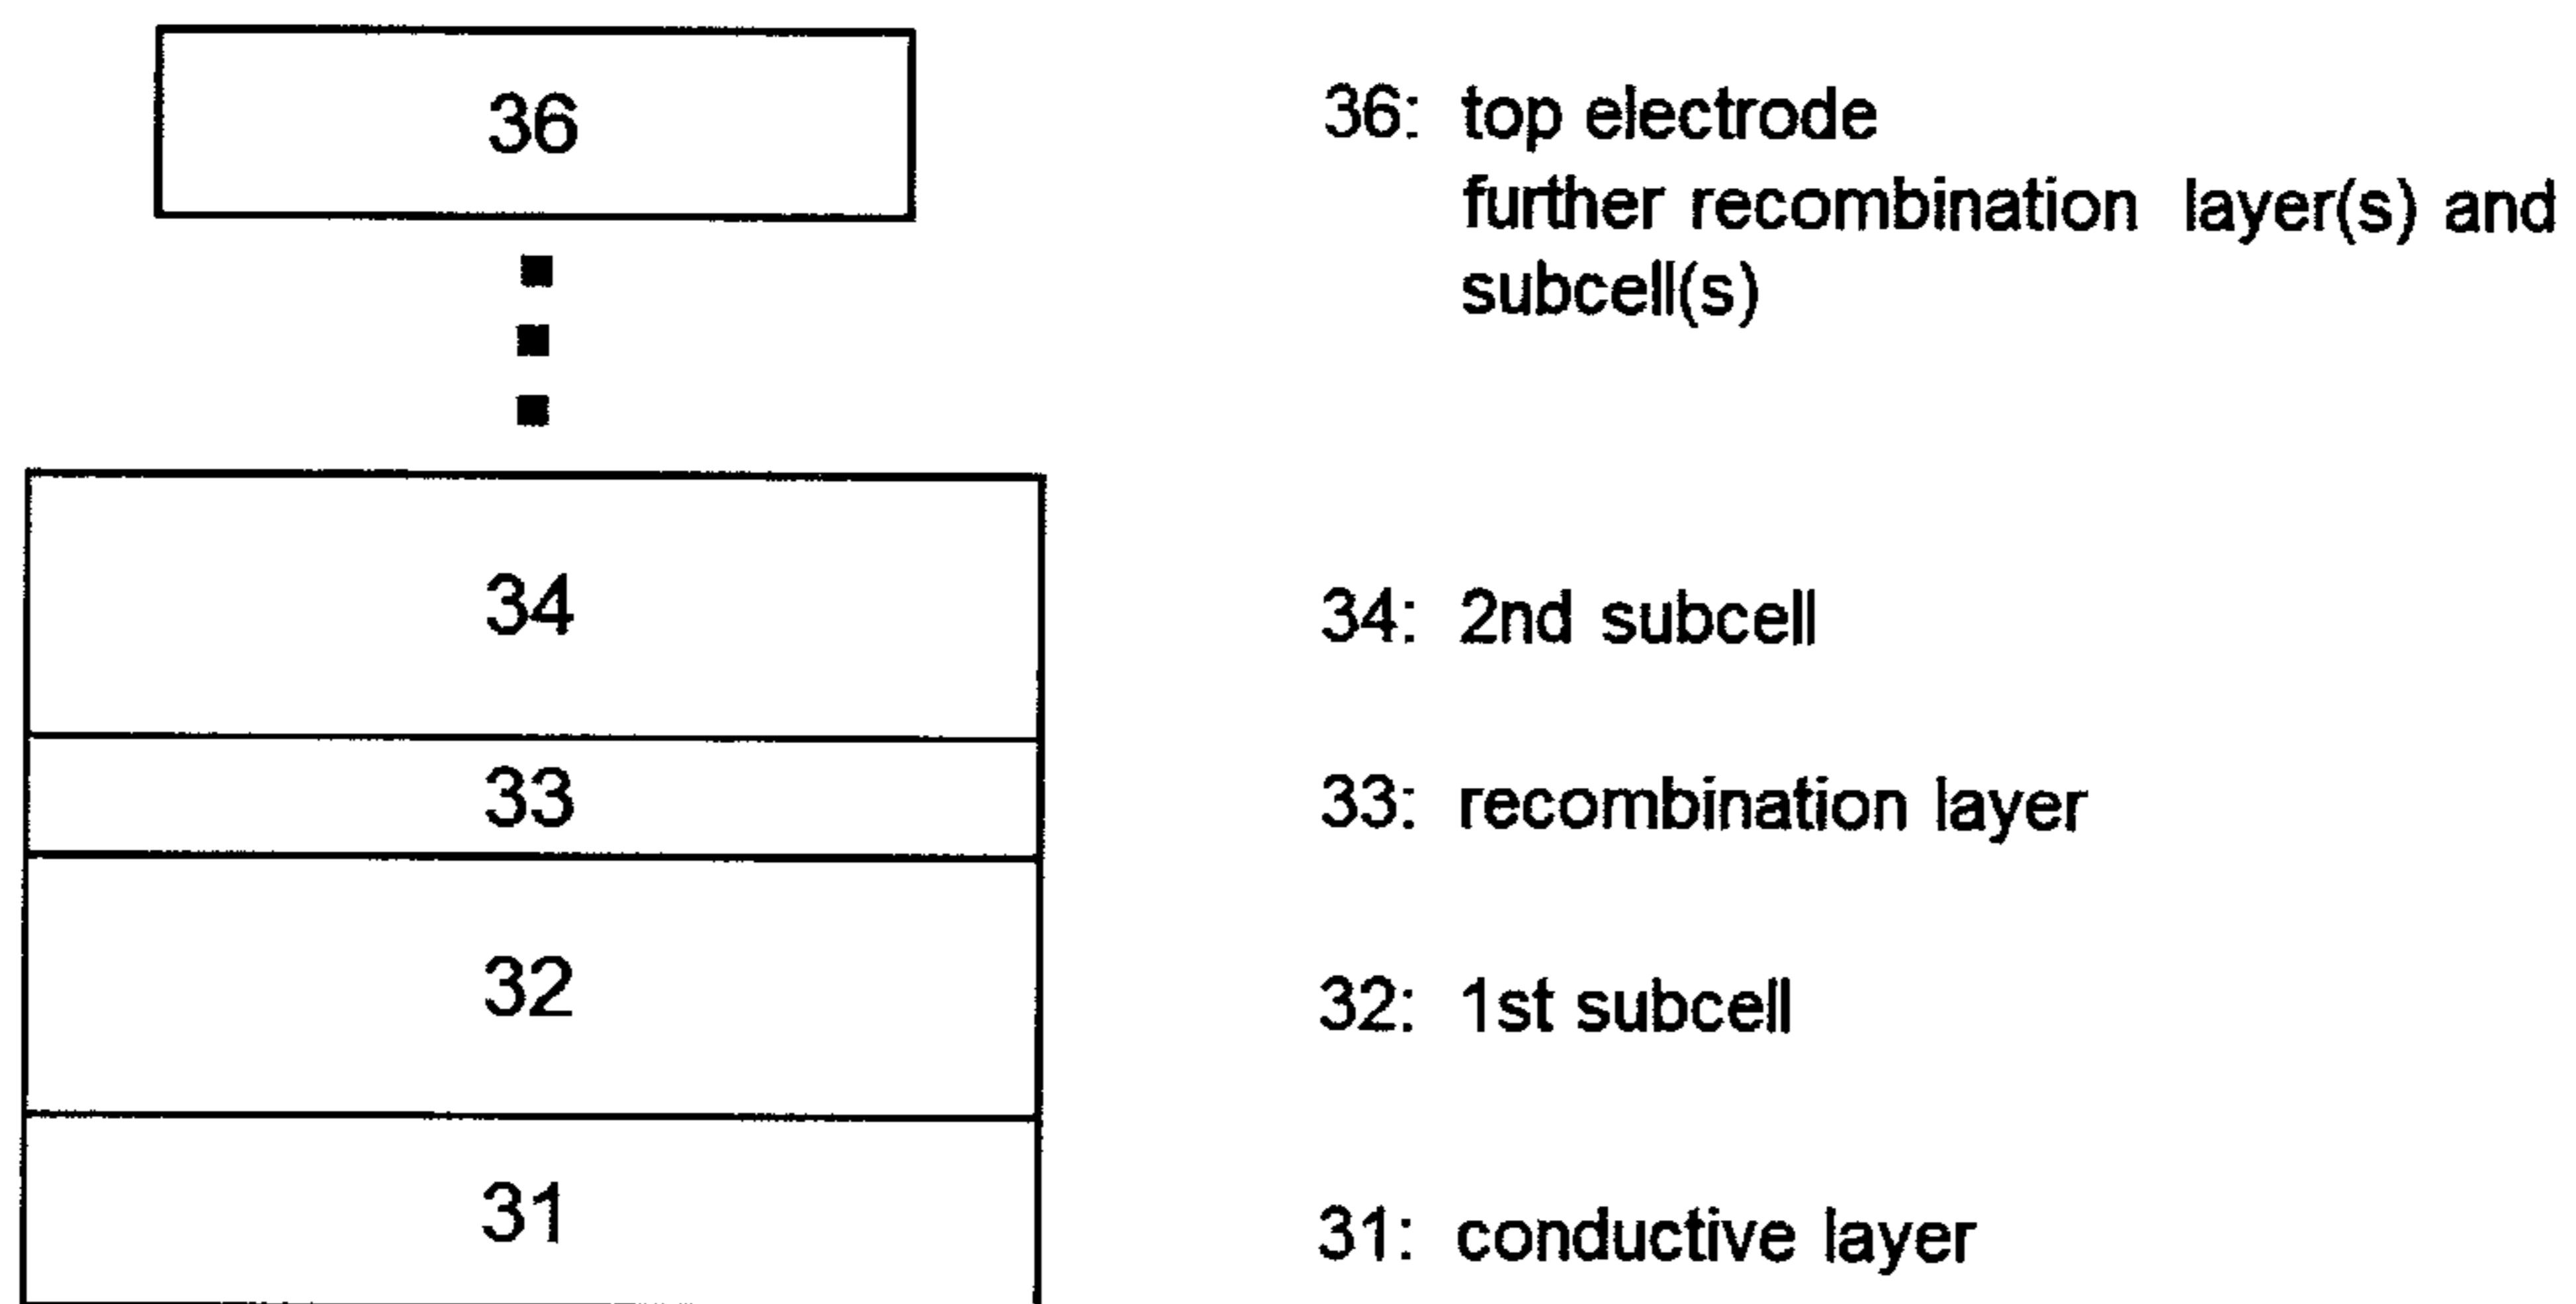 36
36: top electrode
further recombination layer(s) and
subcell(s)
34
34: 2nd subcell
33
33: recombination layer
32
32: 1st subcell
31
31: conductive layer